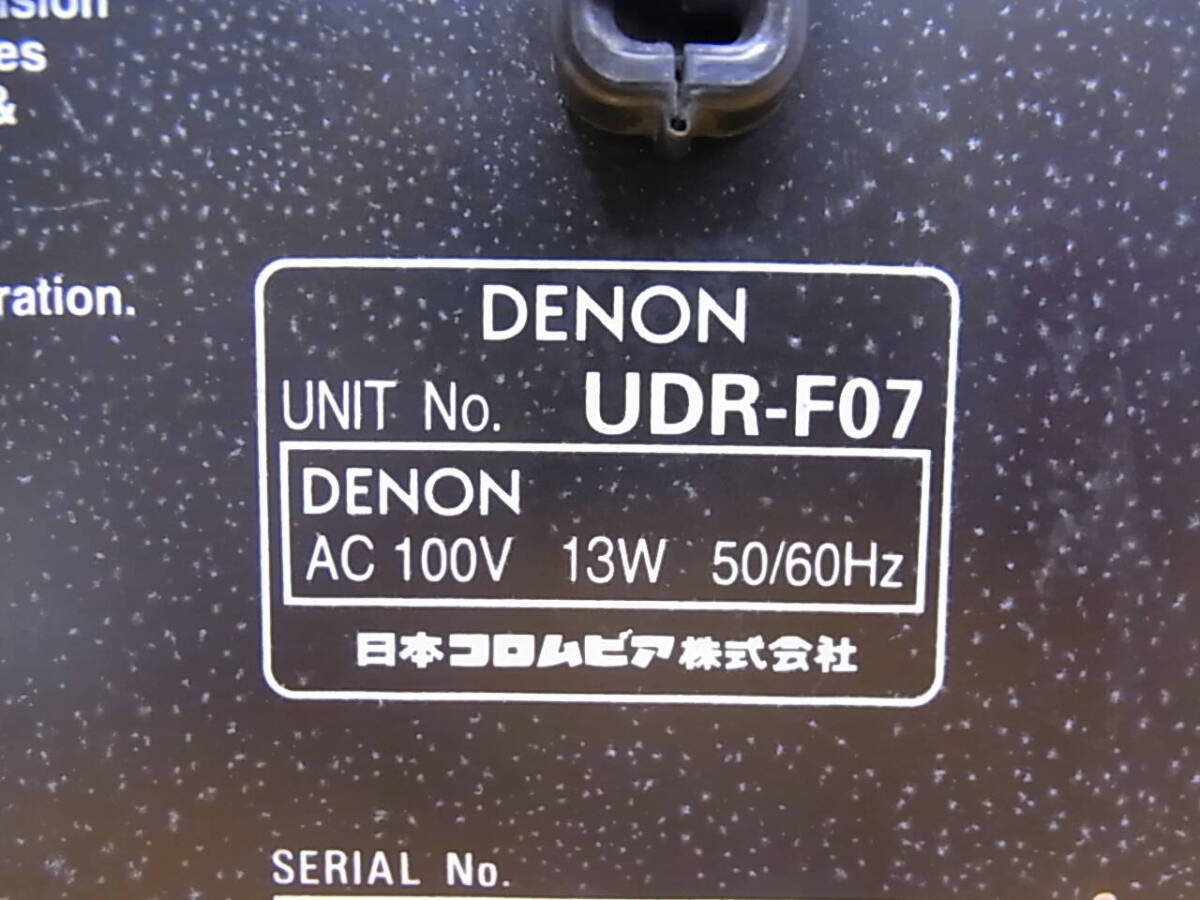 es
&
ration.
DENON
UNIT No. UDR-F07
DENON
AC 100V 13W 50/60Hz
日本コロムビア株式会社
SERIAL No.